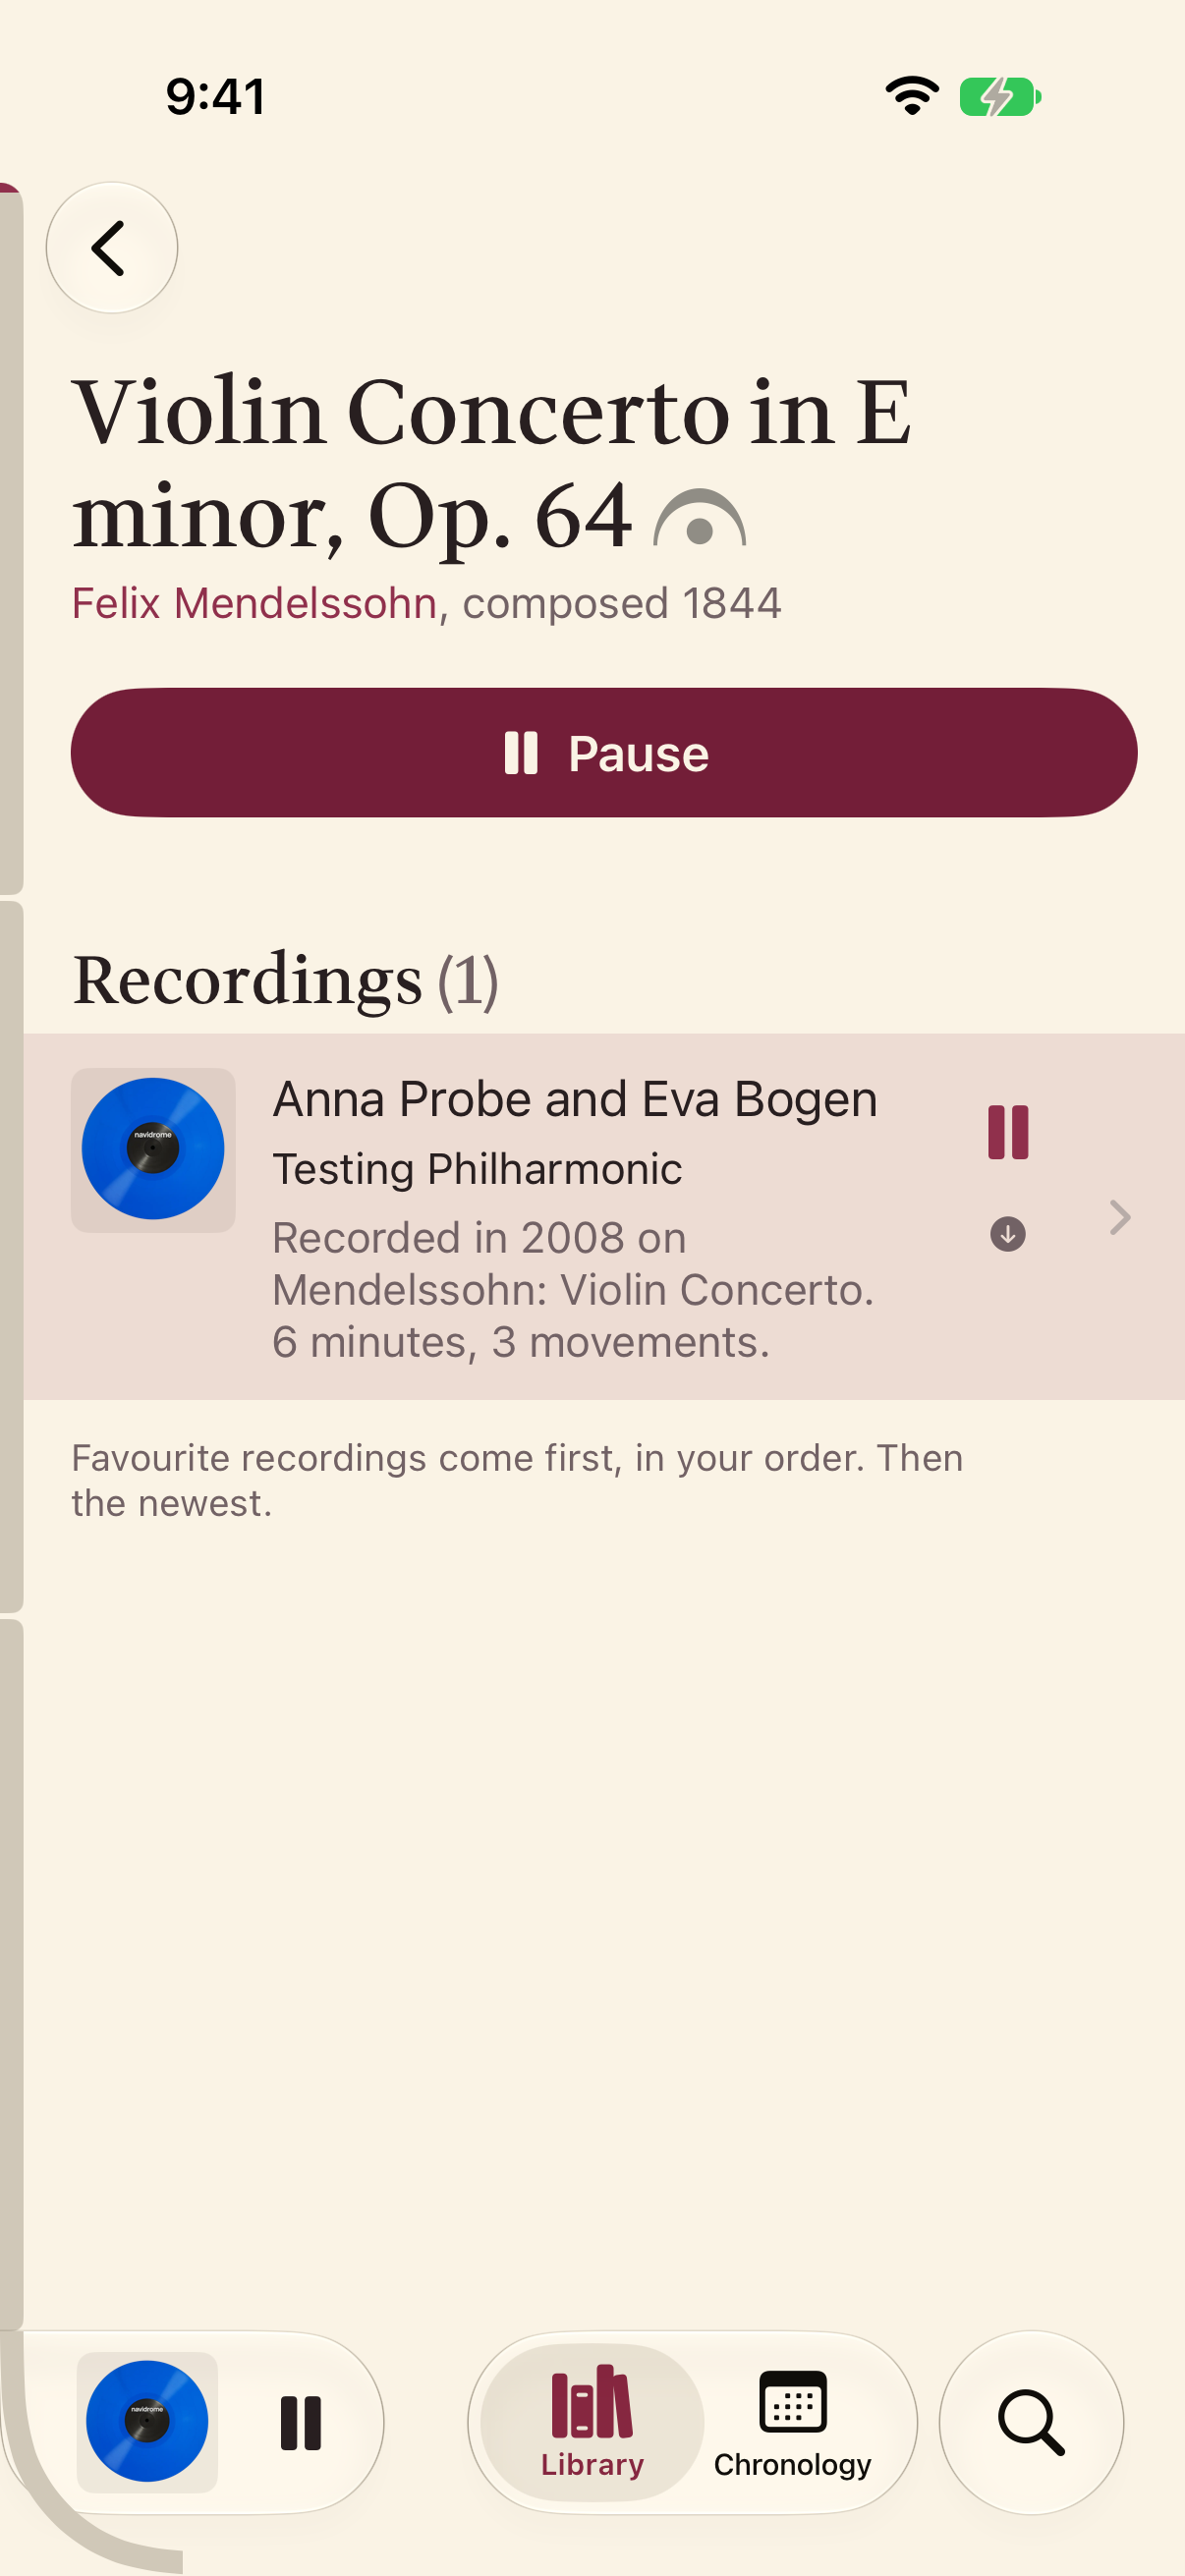 9:41
Violin Concerto in E
minor, Op. 64
Felix Mendelssohn, composed 1844
Pause
Recordings (1)
navidrome
Anna Probe and Eva Bogen
Testing Philharmonic
Recorded in 2008 on
Mendelssohn: Violin Concerto.
6 minutes, 3 movements.
Favourite recordings come first, in your order. Then
the newest.
navidrome
Library
Chronology